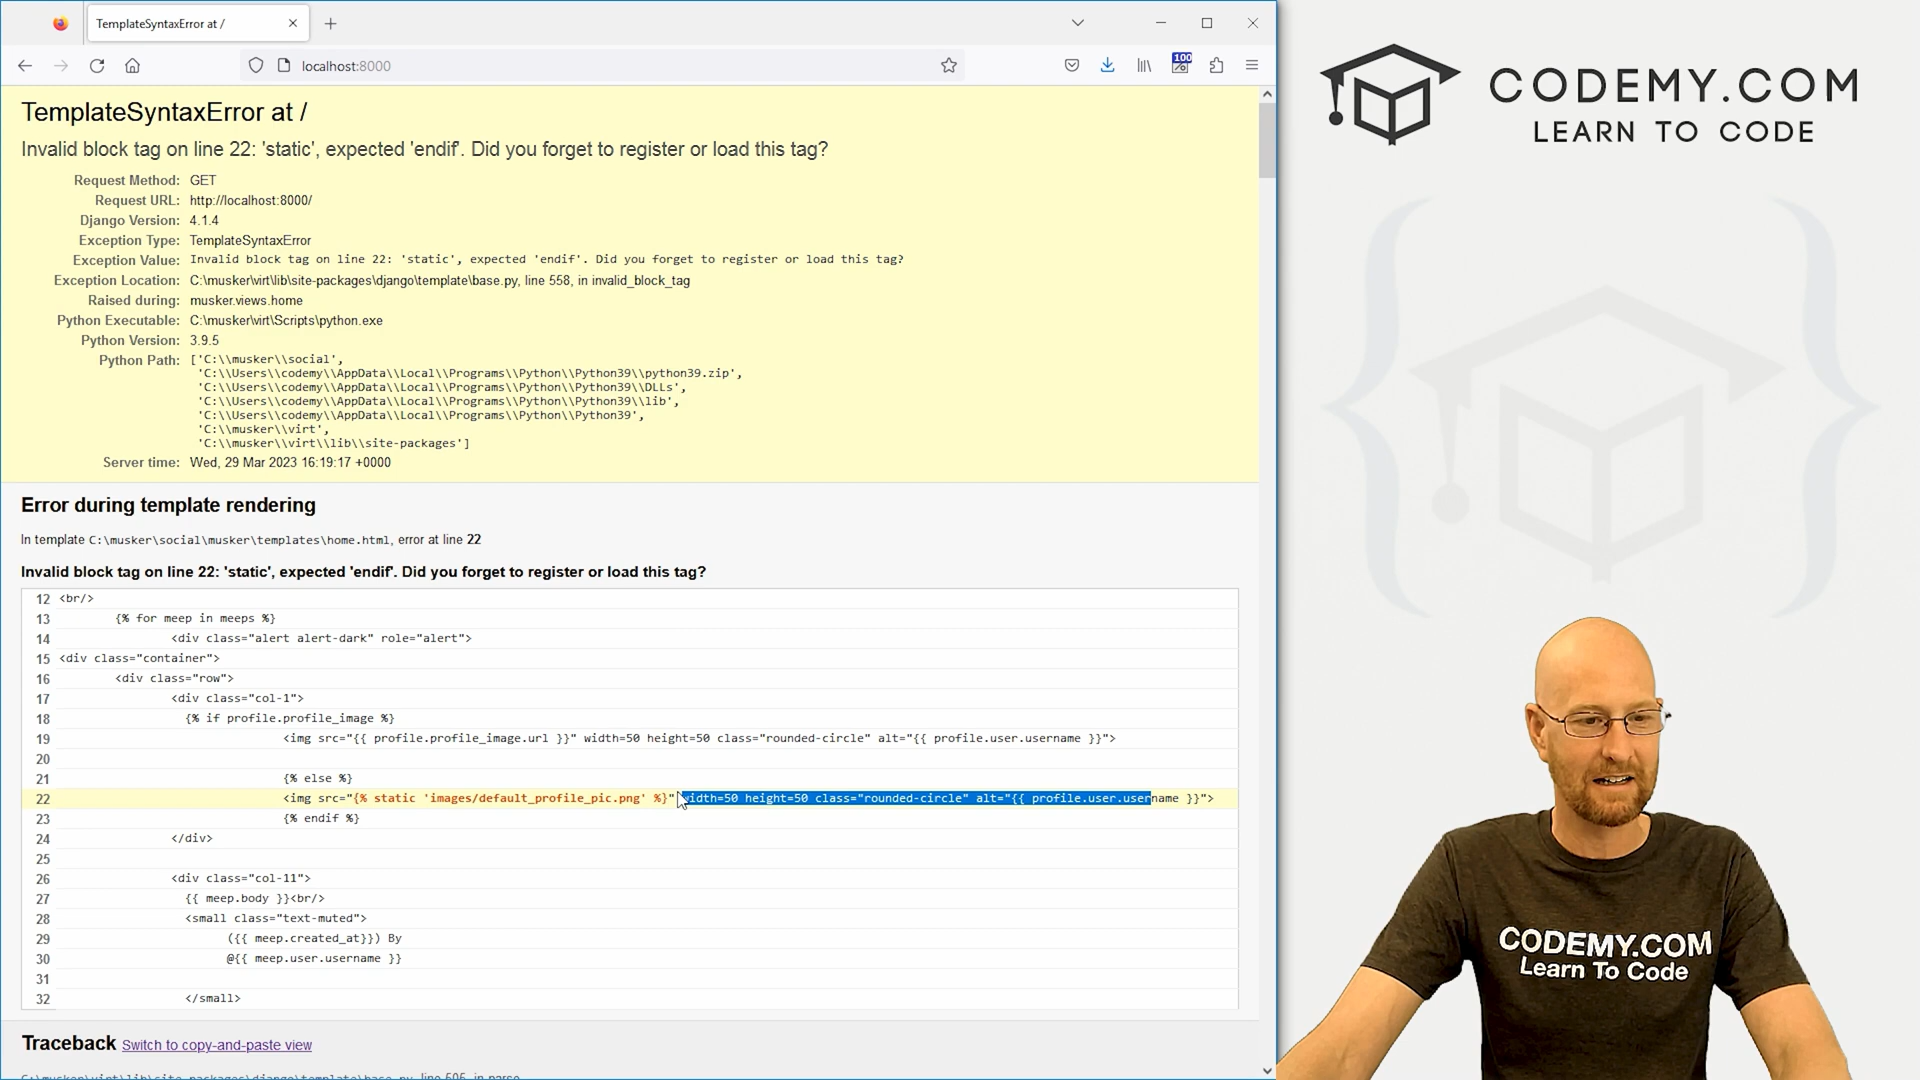 TemplateSyntaxError at /
localhost:8000
100
%
TemplateSyntaxError at /
Invalid block tag on line 22: 'static', expected 'endif'. Did you forget to register or load this tag?
Request Method: GET
Request URL: http://localhost:8000/
Django Version: 4.1.4
Exception Type: TemplateSyntaxError
Exception Value: Invalid block tag on line 22: 'static', expected 'endif'. Did you forget to register or load this tag?
Exception Location: C:\musker\virt\lib\site-packages\django\template\base.py, line 558, in invalid_block_tag
Raised during: musker.views.home
Python Executable: C:\musker\virt\Scripts\python.exe
Python Version: 3.9.5
Python Path: ['C:\\musker\\social',
'C:\\Users\\codemy\\AppData\\Local\\Programs\\Python\\Python39\\python39.zip',
'C:\\Users\\codemy\\AppData\\Local\\Programs\\Python\\Python39\\DLLs',
'C:\\Users\\codemy\\AppData\\Local\\Programs\\Python\\Python39\\lib',
'C:\\Users\\codemy\\AppData\\Local\\Programs\\Python\\Python39',
'C:\\musker\\virt',
'C:\\musker\\virt\\lib\\site-packages']
Server time: Wed, 29 Mar 2023 16:19:17 +0000
Error during template rendering
In template C:\musker\social\musker\templates\home.html, error at line 22
Invalid block tag on line 22: 'static', expected 'endif'. Did you forget to register or load this tag?
12 <br/>
13 {% for meep in meeps %}
14 <div class="alert alert-dark" role="alert">
15 <div class="container">
16 <div class="row">
17 <div class="col-1">
18 {% if profile.profile_image %}
19 <img src="{{ profile.profile_image.url }}" width=50 height=50 class="rounded-circle" alt="{{ profile.user.username }}">
20
21 {% else %}
22 <img src="{% static 'images/default_profile_pic.png' %}" width=50 height=50 class="rounded-circle" alt="{{ profile.user.username }}">
23 {% endif %}
24 </div>
25
26 <div class="col-11">
27 {{ meep.body }}<br/>
28 <small class="text-muted">
29 ({{ meep.created_at}}) By
30 @{{ meep.user.username }}
31
32 </small>
Traceback Switch to copy-and-paste view
C:\musker\virt\lib\site-packages\django\template\base.py, line 505, in parse
CODEMY.COM
LEARN TO CODE
CODEMY.COM
Learn To Code